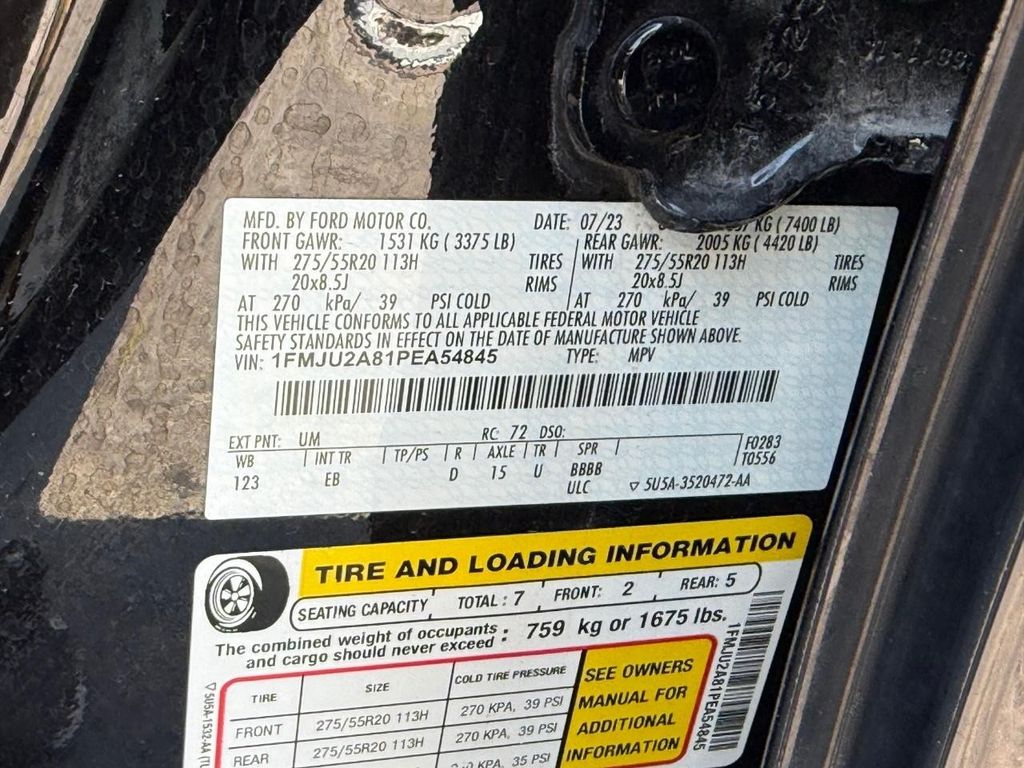 MFD. BY FORD MOTOR CO. DATE: 07/23 KG (7400 LB)
FRONT GAWR: 1531 KG (3375 LB) REAR GAWR: 2005 KG (4420 LB)
WITH 275/55R20 113H TIRES WITH 275/55R20 113H TIRES
20x8.5J RIMS 20x8.5J RIMS
AT 270 kPa/ 39 PSI COLD AT 270 kPa/ 39 PSI COLD
THIS VEHICLE CONFORMS TO ALL APPLICABLE FEDERAL MOTOR VEHICLE
SAFETY STANDARDS IN EFFECT ON THE DATE OF MANUFACTURE SHOWN ABOVE.
VIN: 1FMJU2A81PEA54845 TYPE: MPV
EXT PNT: UM RC: 72 DSO:
WB INT TR TP/PS R AXLE TR SPR F0283
123 EB D 15 U BBBB T0556
ULC 5U5A-3520472-AA
TIRE AND LOADING INFORMATION
SEATING CAPACITY TOTAL: 7 FRONT: 2 REAR: 5
The combined weight of occupants and cargo should never exceed : 759 kg or 1675 lbs.
TIRE SIZE COLD TIRE PRESSURE
FRONT 275/55R20 113H 270 KPA, 39 PSI
REAR 275/55R20 113H 270 KPA, 39 PSI
35 PSI
SEE OWNERS
MANUAL FOR
ADDITIONAL
INFORMATION
1FMJU2A81PEA54845
5U5A-1532-AA